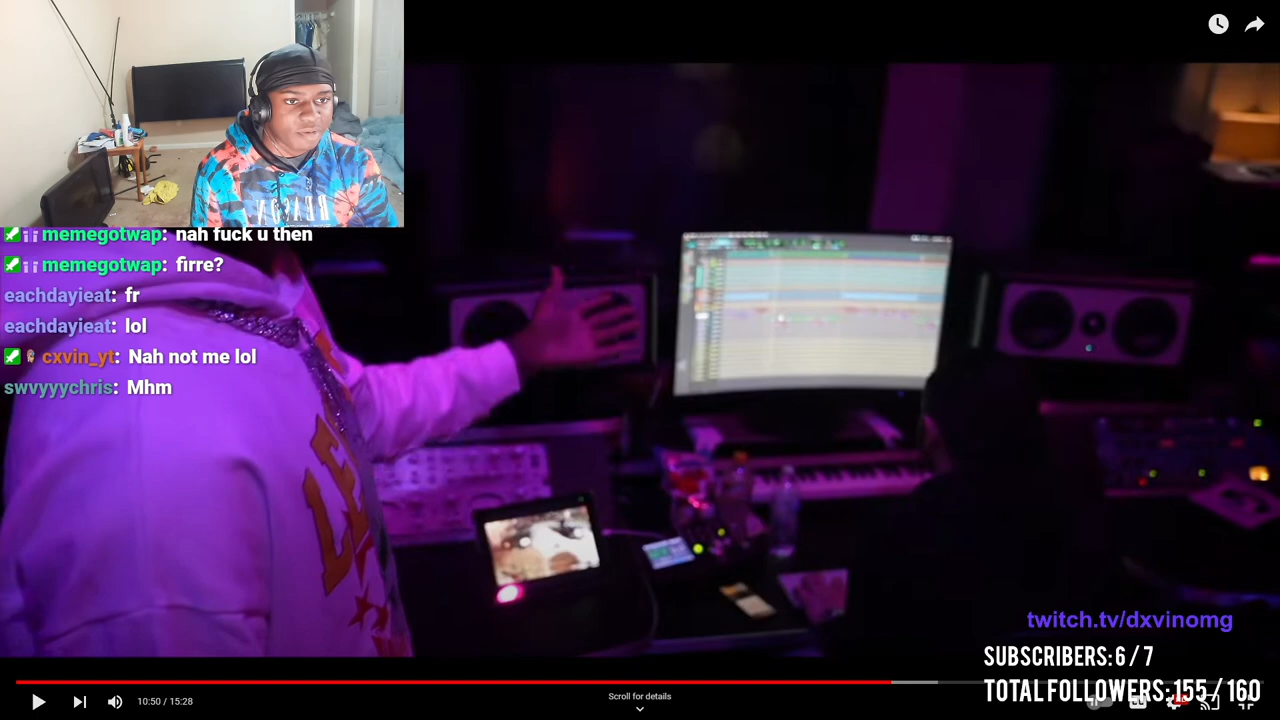 memegotwap: nah fuck u then
memegotwap: firre?
eachdayieat: fr
eachdayieat: lol
cxvin_yt: Nah not me lol
swvyyychris: Mhm
twitch.tv/dxvinomg
SUBSCRIBERS: 6 / 7
TOTAL FOLLOWERS: 155 / 160
10:50 / 15:28
Scroll for details